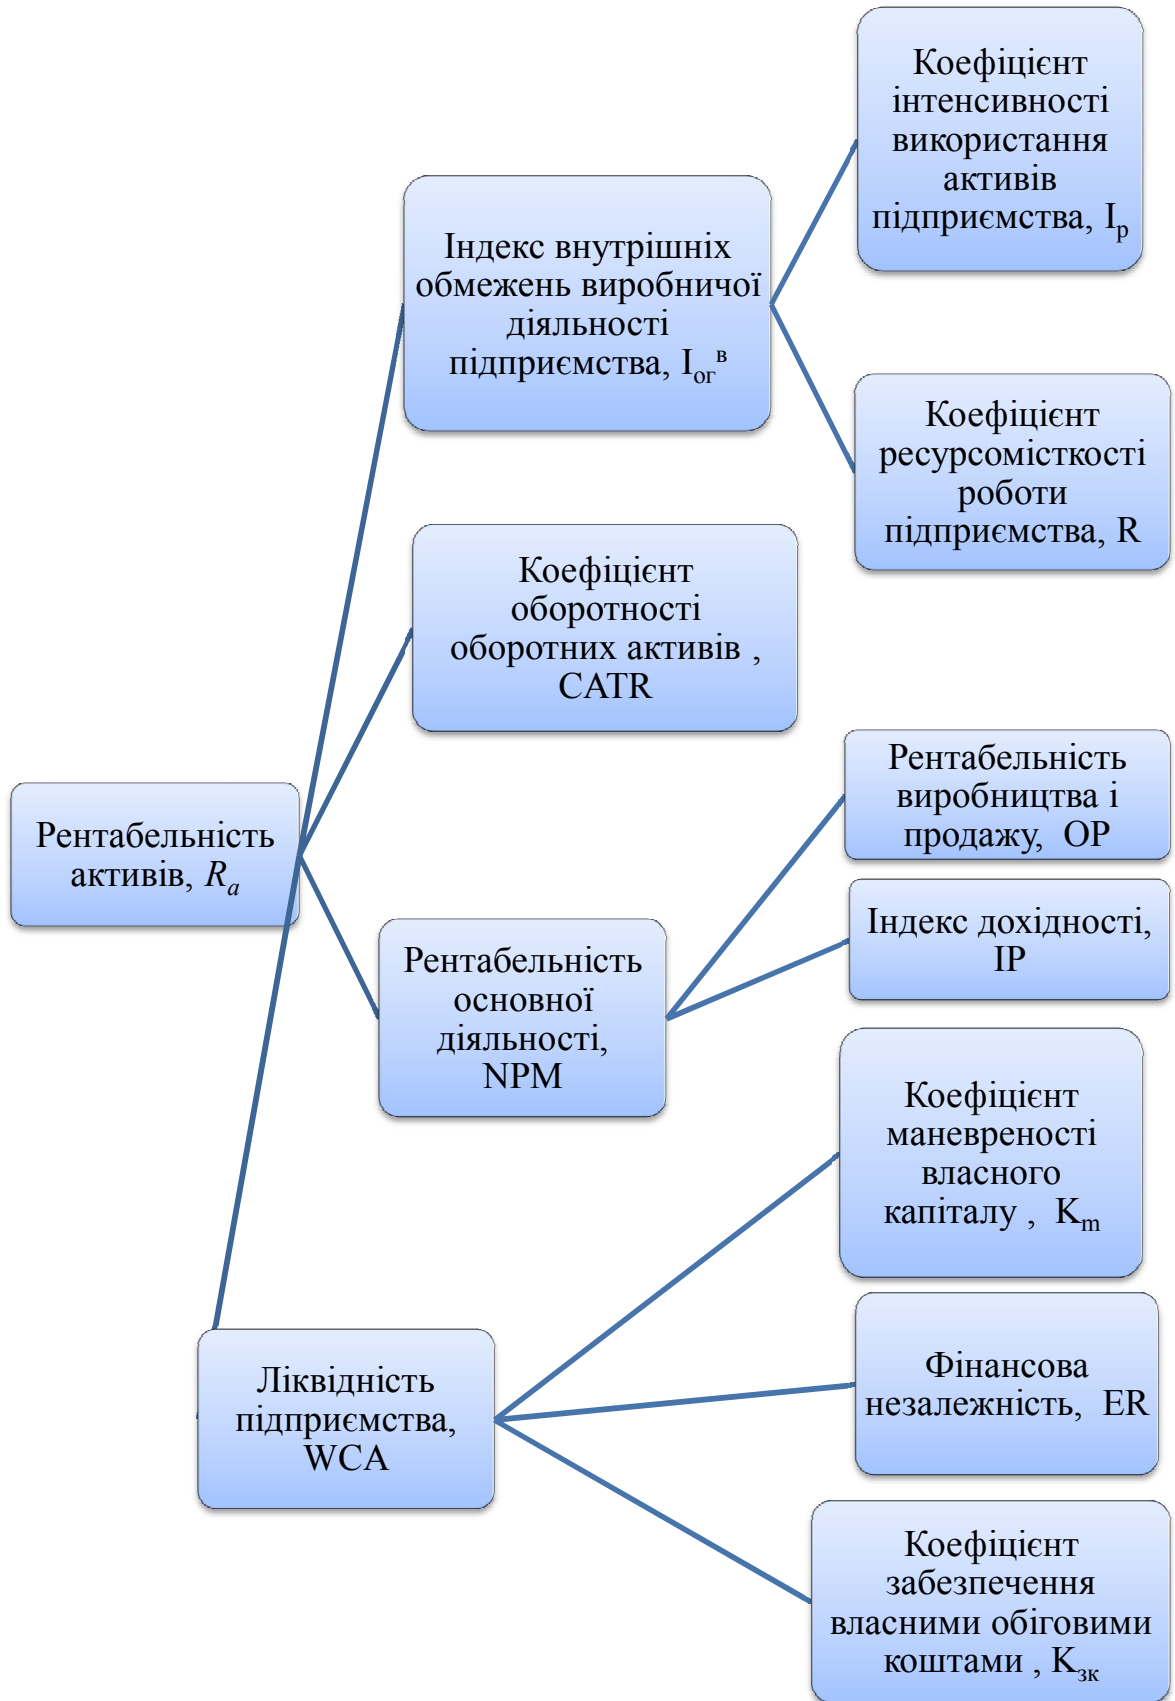 Коефіцієнт
інтенсивності
використання
активів
підприємства, Iр
Індекс внутрішніх
обмежень виробничої
діяльності
підприємства, Iогв
Коефіцієнт
ресурсомісткості
роботи
підприємства, R
Коефіцієнт
оборотності
оборотних активів ,
CATR
Рентабельність
виробництва і
продажу, OP
Рентабельність
активів, Ra
Індекс дохідності,
IP
Рентабельність
основної
діяльності,
NPM
Коефіцієнт
маневреності
власного
капіталу , Km
Фінансова
незалежність, ER
Ліквідність
підприємства,
WCA
Коефіцієнт
забезпечення
власними обіговими
коштами , Kзк